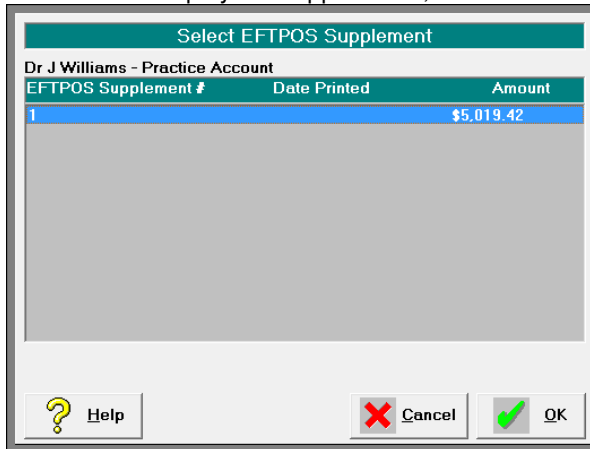 Select EFTPOS Supplement
Dr J Williams - Practice Account
EFTPOS Supplement # Date Printed Amount
1 $5,019.42
Help Cancel OK